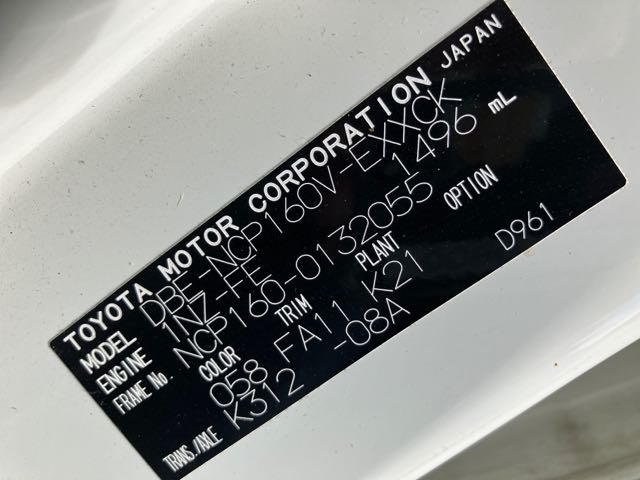 TOYOTA MOTOR CORPORATION JAPAN
MODEL DBE-NCP160V-EXXCK
ENGINE 1NZ-FE 1496 mL
FRAME No. NCP160-0132055
COLOR TRIM PLANT OPTION
058 FA11 K21
TRANS./AXLE K312 -08A D961